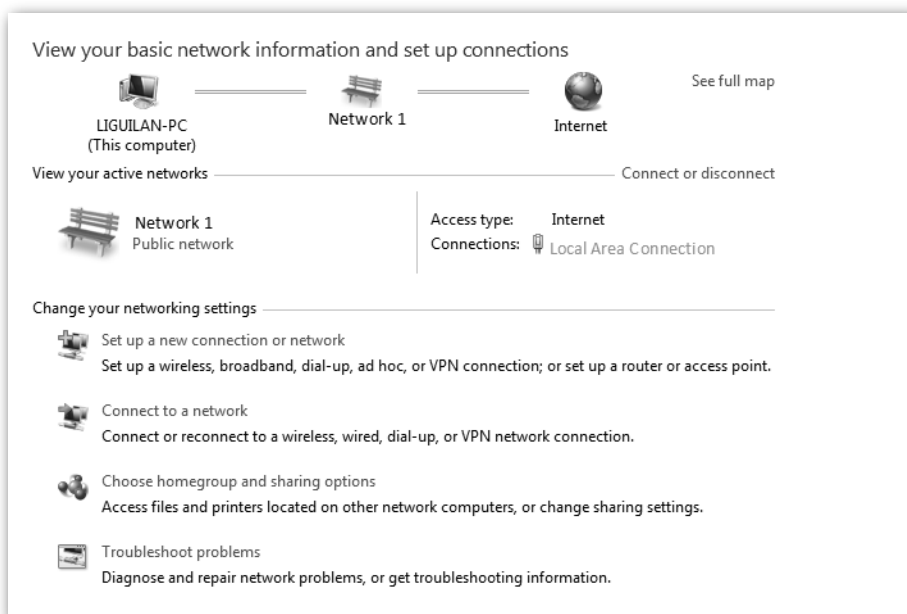 View your basic network information and set up connections
See full map
LIGUILAN-PC
(This computer)
Network 1
Internet
View your active networks
Connect or disconnect
Network 1
Public network
Access type: Internet
Connections: Local Area Connection
Change your networking settings
Set up a new connection or network
Set up a wireless, broadband, dial-up, ad hoc, or VPN connection; or set up a router or access point.
Connect to a network
Connect or reconnect to a wireless, wired, dial-up, or VPN network connection.
Choose homegroup and sharing options
Access files and printers located on other network computers, or change sharing settings.
Troubleshoot problems
Diagnose and repair network problems, or get troubleshooting information.